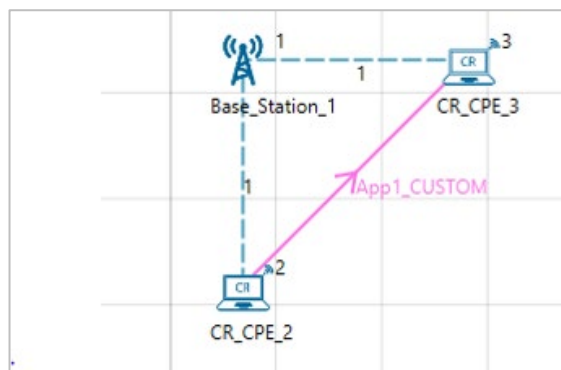 1
3
CR
1
Base_Station_1
CR_CPE_3
1
App1_CUSTOM
2
CR
CR_CPE_2